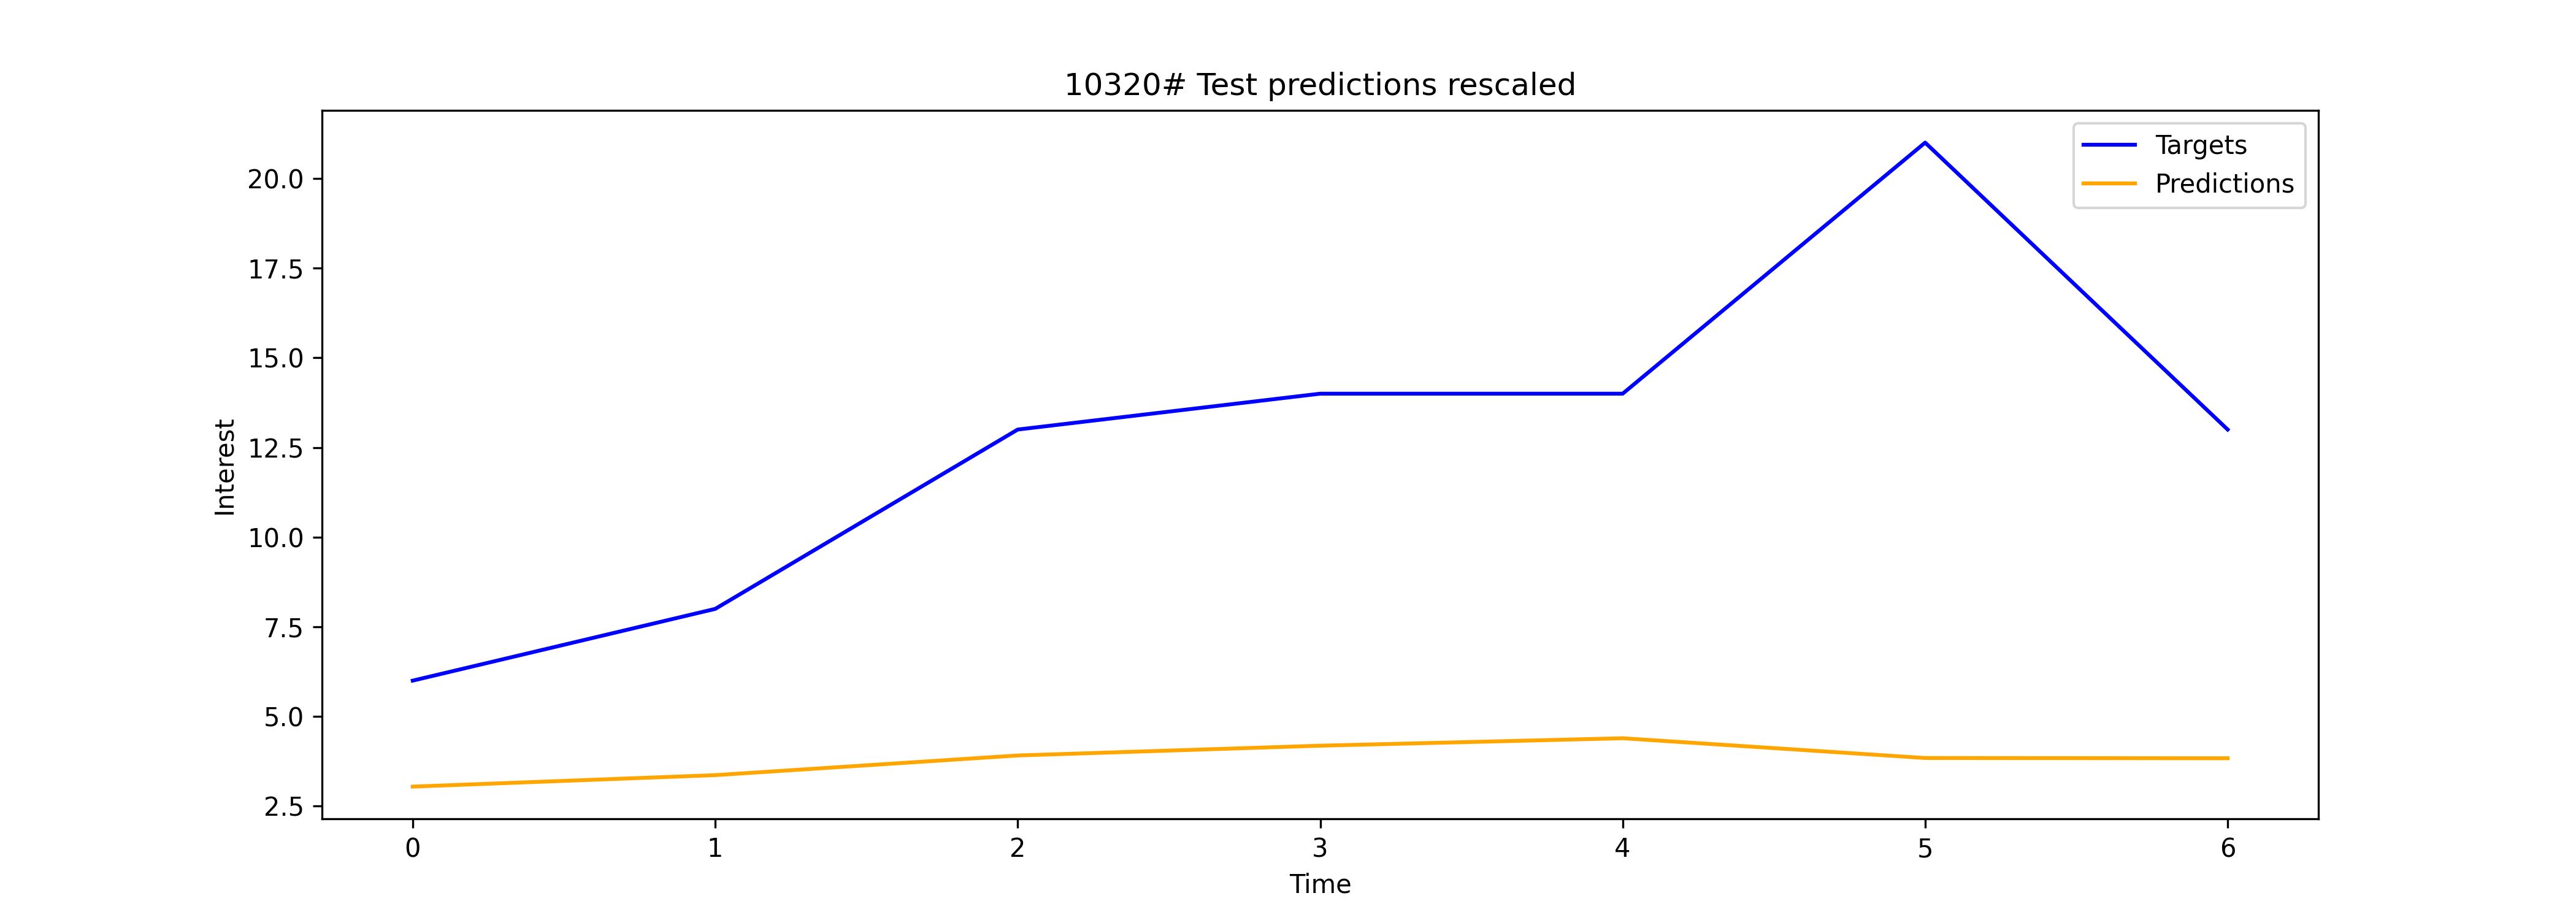 10320# Test predictions rescaled
Targets
Predictions
20.0
17.5
15.0
12.5
10.0
7.5
5.0
2.5
Interest
0 1 2 3 4 5 6
Time